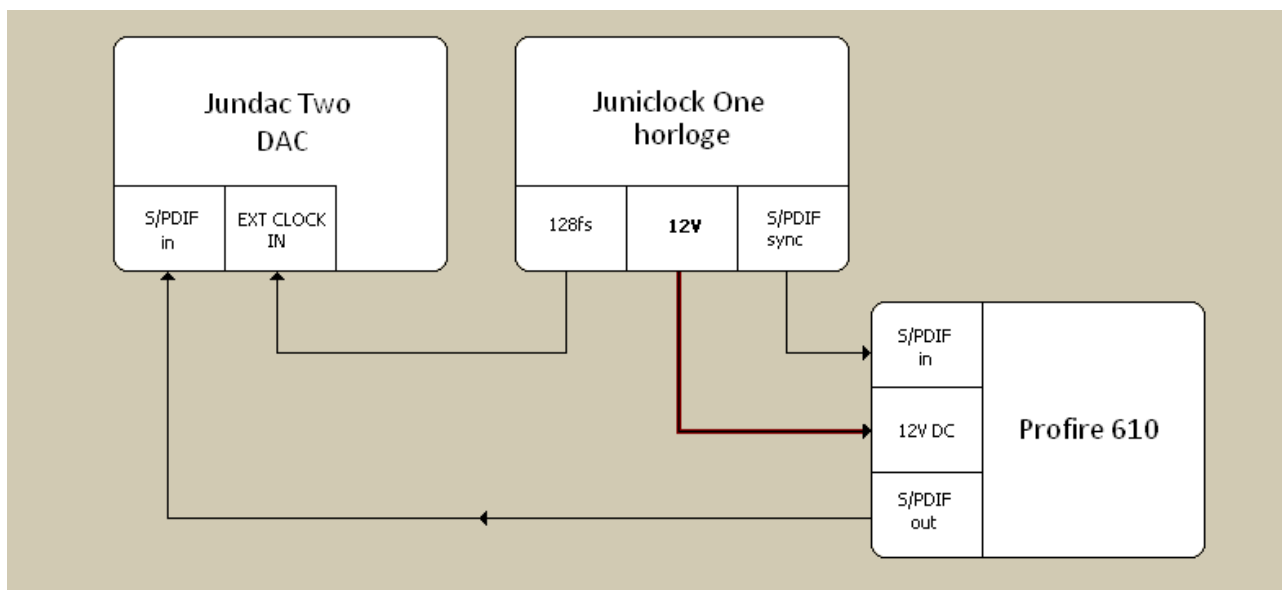 Jundac Two
DAC
S/PDIF
in
EXT CLOCK
IN
Juniclock One
horloge
128fs
12V
S/PDIF
sync
S/PDIF
in
12V DC
S/PDIF
out
Profire 610